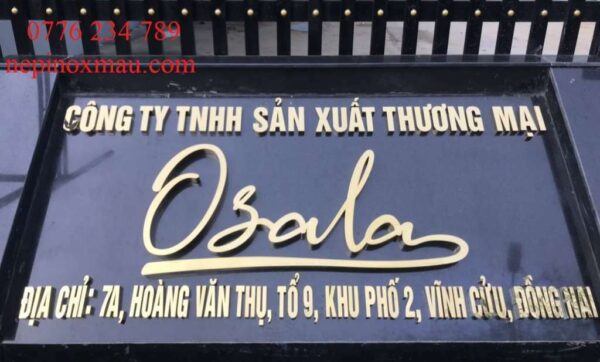 0776 234 789
nepinoxmau.com
CÔNG TY TNHH SẢN XUẤT THƯƠNG MẠI
Ozala
ĐỊA CHỈ: 7A, HOÀNG VĂN THỤ, TỔ 9, KHU PHỐ 2, VĨNH CỬU, ĐỒNG NAI